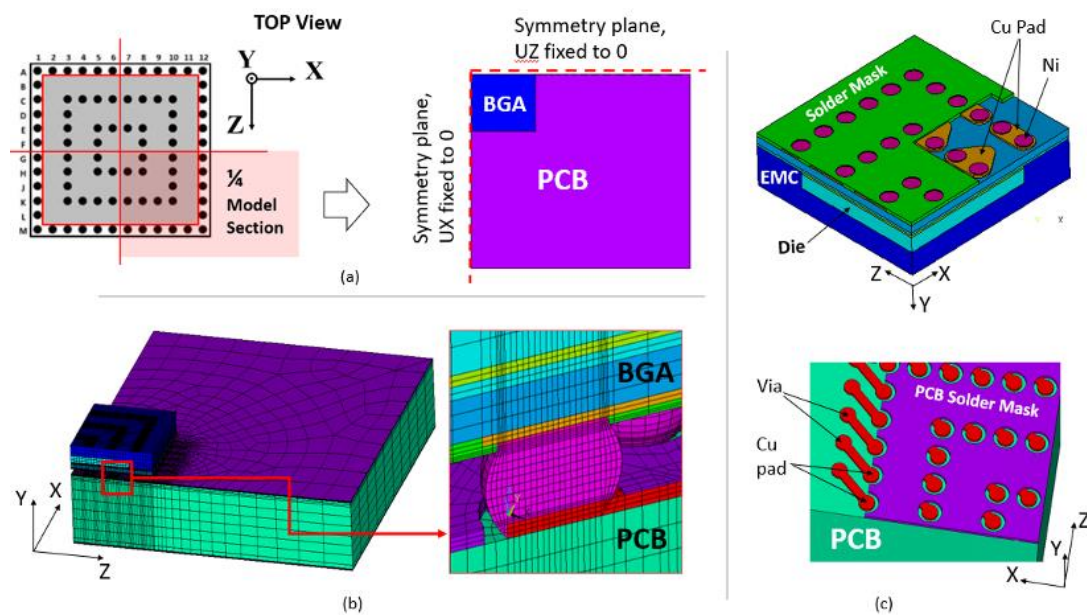 TOP View
1 2 3 4 5 6 7 8 9 10 11 12
A
B
C
D
E
F
G
H
J
K
L
M
Y
X
Z
¼
Model
Section
(a)
Symmetry plane,
UZ fixed to 0
Symmetry plane,
UX fixed to 0
BGA
PCB
Y
X
Z
BGA
PCB
(b)
Cu Pad
Ni
Solder Mask
EMC
Die
X
Z
X
Y
Via
Cu
pad
PCB Solder Mask
PCB
Z
Y
X
(c)